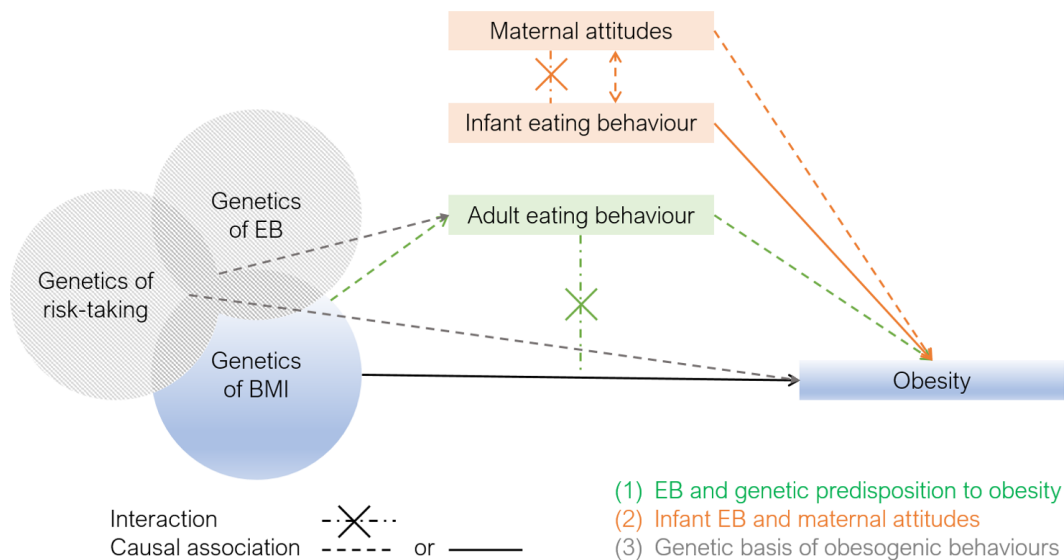 Maternal attitudes
Infant eating behaviour
Genetics
of EB
Adult eating behaviour
Genetics of
risk-taking
Genetics
of BMI
Obesity
Interaction
Causal association
or
(1) EB and genetic predisposition to obesity
(2) Infant EB and maternal attitudes
(3) Genetic basis of obesogenic behaviours